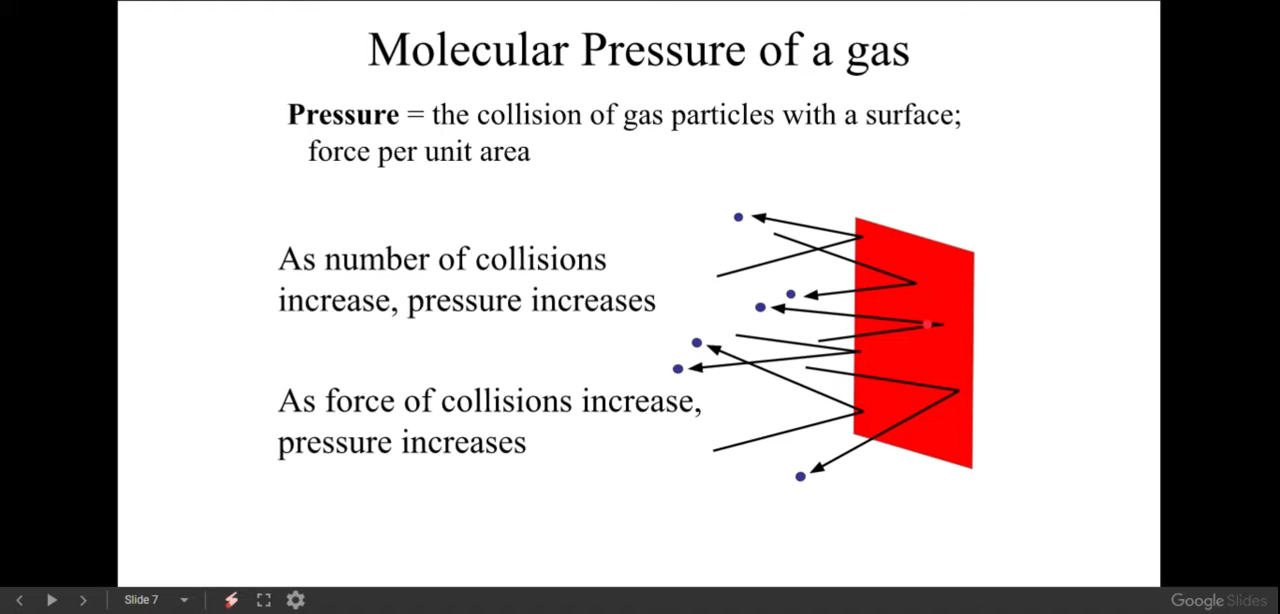 Molecular Pressure of a gas
Pressure = the collision of gas particles with a surface;
force per unit area
As number of collisions
increase, pressure increases
As force of collisions increase,
pressure increases
Slide 7
Google Slides